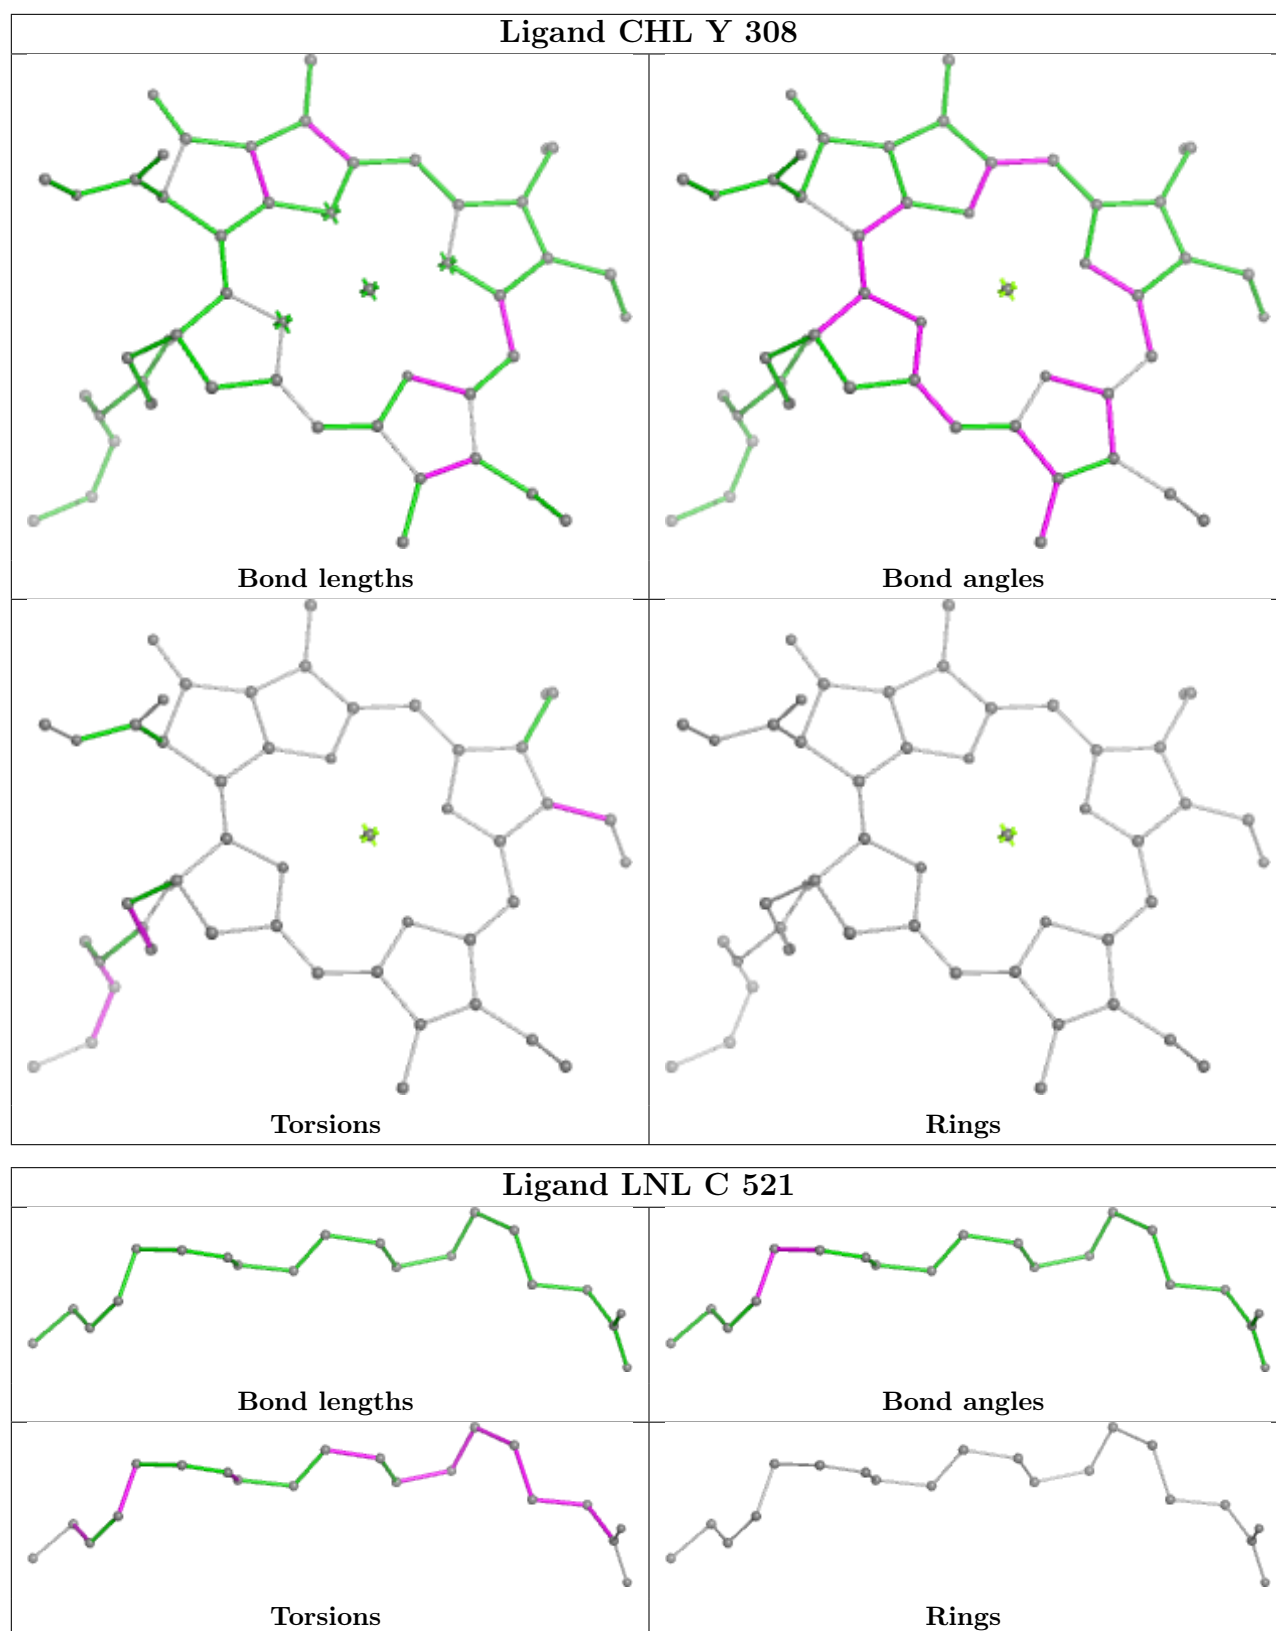 Ligand CHL Y 308
Bond lengths
Bond angles
Torsions
Rings
Ligand LNL C 521
Bond lengths
Bond angles
Torsions
Rings